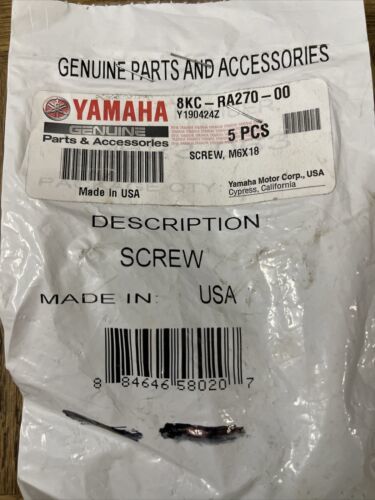 GENUINE PARTS AND ACCESSORIES
YAMAHA
GENUINE
Parts & Accessories
8KC-RA270-00
Y190424Z
5 PCS
SCREW, M6X18
Made in USA
Yamaha Motor Corp., USA
Cypress, California
DESCRIPTION
SCREW
MADE IN: USA
8 84646 58020 7